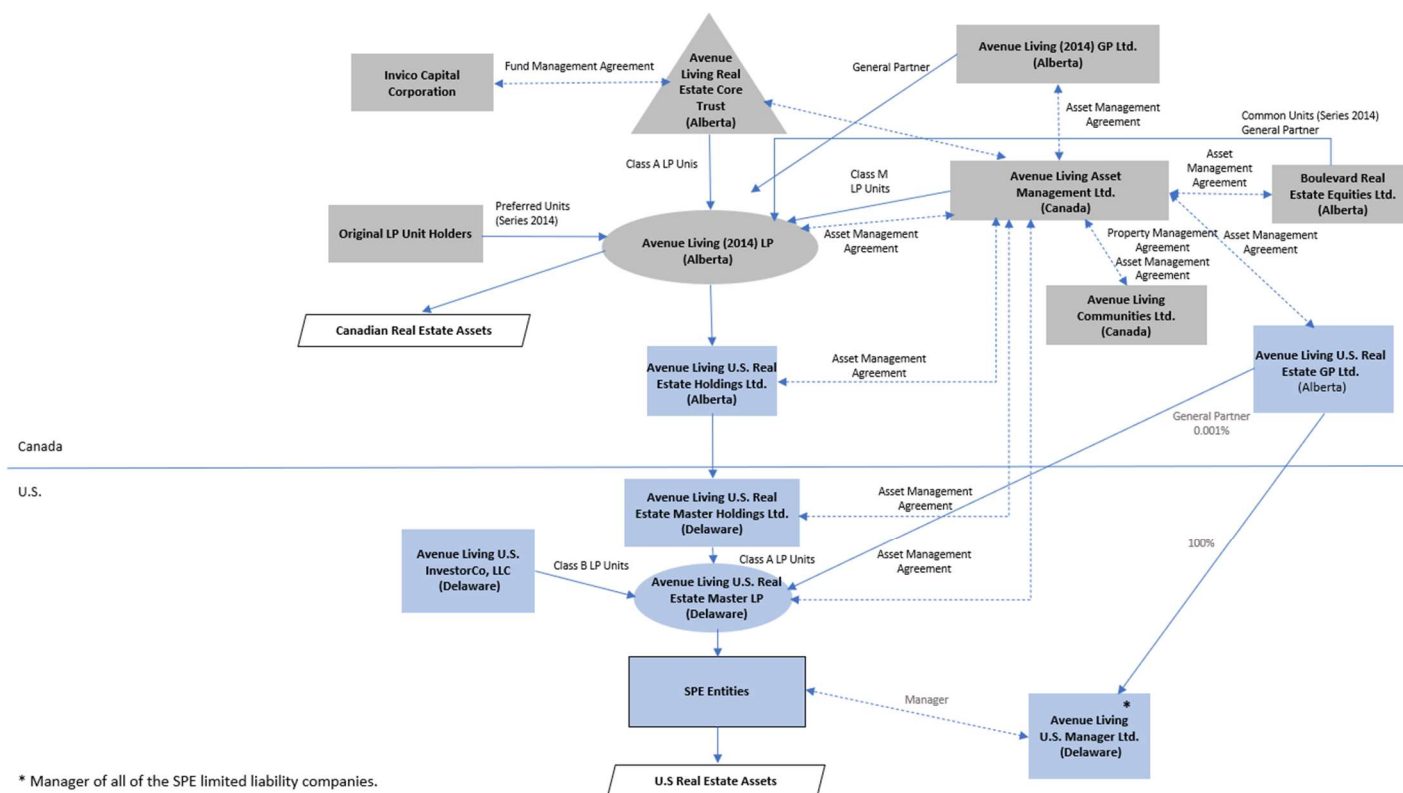 Avenue
Living Real
Estate Core
Trust
(Alberta)
Invico Capital
Corporation
Fund Management Agreement
General Partner
Avenue Living (2014) GP Ltd.
(Alberta)
Asset Management
Agreement
Common Units (Series 2014)
General Partner
Class A LP Unis
Class M
LP Units
Avenue Living Asset
Management Ltd.
(Canada)
Asset
Management
Agreement
Boulevard Real
Estate Equities Ltd.
(Alberta)
Original LP Unit Holders
Preferred Units
(Series 2014)
Avenue Living (2014) LP
(Alberta)
Asset Management
Agreement
Property Management
Agreement
Asset Management
Agreement
Asset Management
Agreement
Canadian Real Estate Assets
Avenue Living
Communities Ltd.
(Canada)
Avenue Living U.S. Real
Estate Holdings Ltd.
(Alberta)
Asset Management
Agreement
Avenue Living U.S. Real
Estate GP Ltd.
(Alberta)
General Partner
0.001%
Canada
U.S.
Avenue Living U.S. Real
Estate Master Holdings Ltd.
(Delaware)
Asset Management
Agreement
Avenue Living U.S.
InvestorCo, LLC
(Delaware)
Class B LP Units
Class A LP Units
Asset Management
Agreement
100%
Avenue Living U.S. Real
Estate Master LP
(Delaware)
SPE Entities
Manager
*
Avenue Living
U.S. Manager Ltd.
(Delaware)
* Manager of all of the SPE limited liability companies.
U.S Real Estate Assets